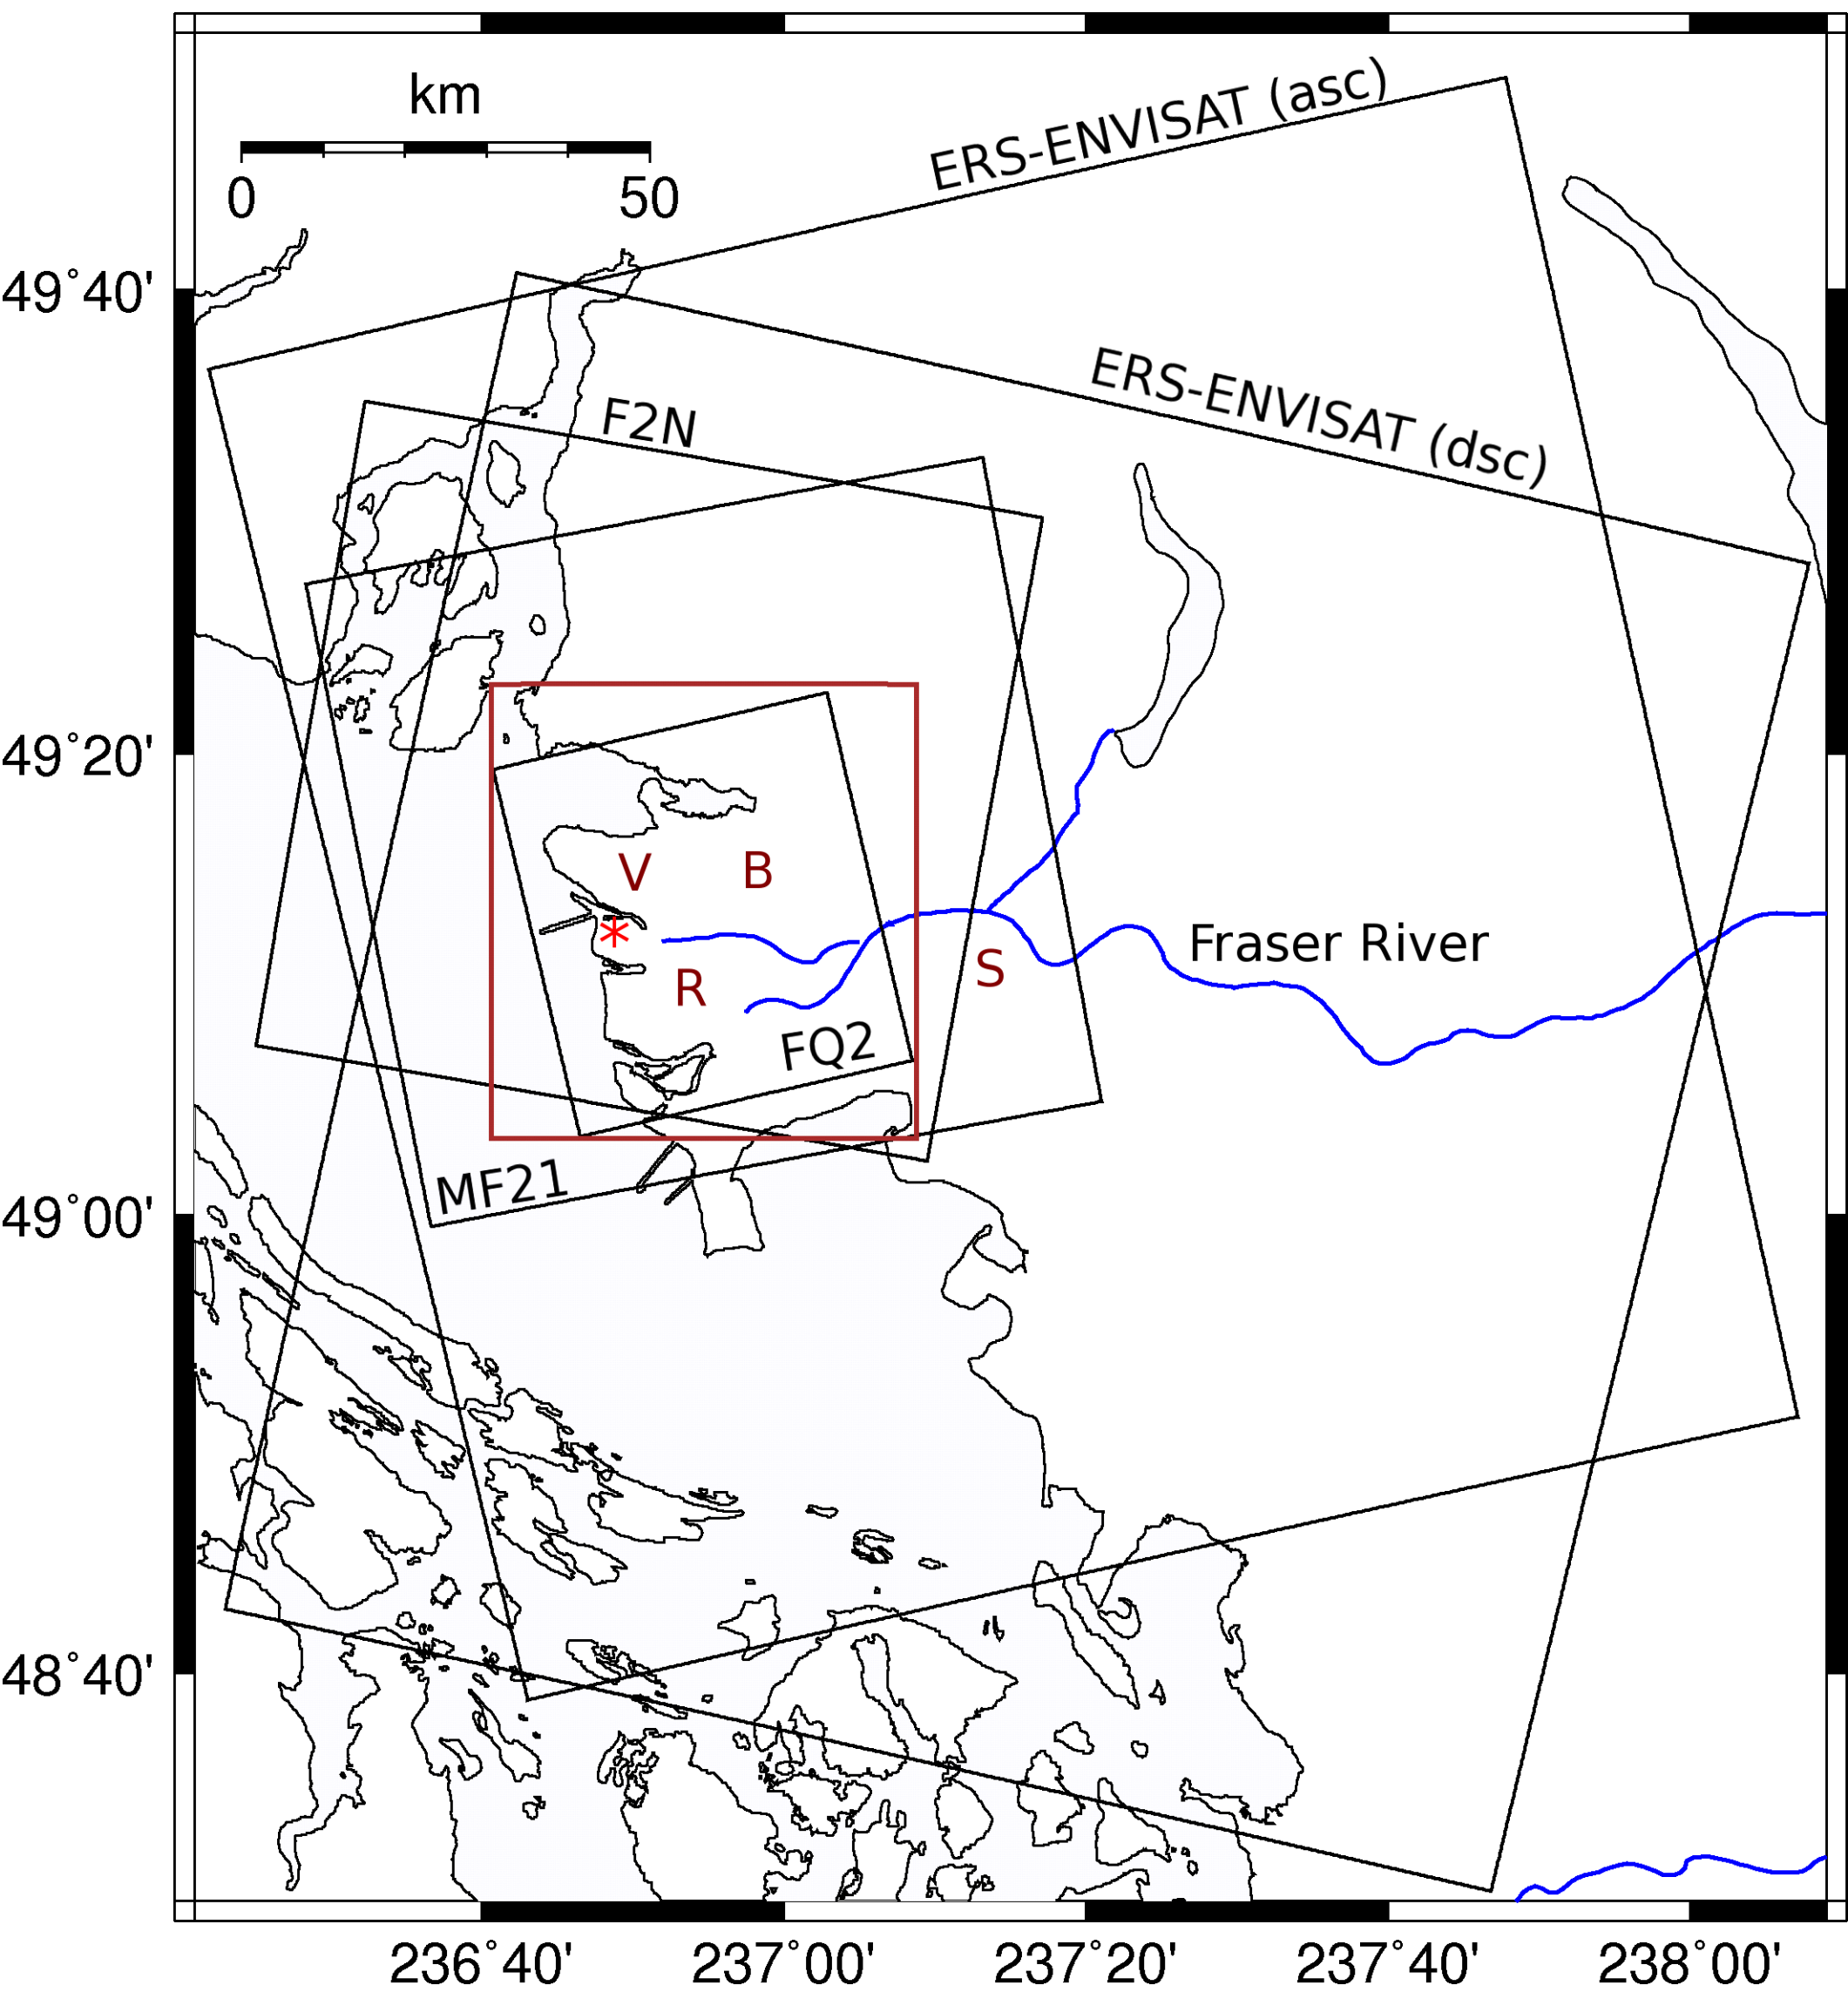 ERS-ENVISAT (asc)
km
0 50
49°40'
ERS-ENVISAT (dsc)
F2N
49°20'
V B
*
Fraser River
S
R
FQ2
MF21
49°00'
48°40'
236°40' 237°00' 237°20' 237°40' 238°00'